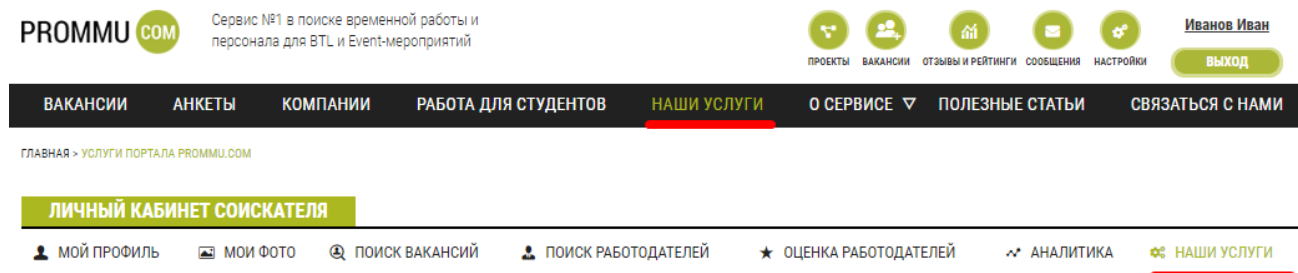 PROMMU COM
Сервис №1 в поиске временной работы и
персонала для BTL и Event-мероприятий
ПРОЕКТЫ ВАКАНСИИ ОТЗЫВЫ И РЕЙТИНГИ СООБЩЕНИЯ НАСТРОЙКИ
Иванов Иван
ВЫХОД
ВАКАНСИИ АНКЕТЫ КОМПАНИИ РАБОТА ДЛЯ СТУДЕНТОВ НАШИ УСЛУГИ О СЕРВИСЕ ▽ ПОЛЕЗНЫЕ СТАТЬИ СВЯЗАТЬСЯ С НАМИ
ГЛАВНАЯ > УСЛУГИ ПОРТАЛА PROMMU.COM
ЛИЧНЫЙ КАБИНЕТ СОИСКАТЕЛЯ
МОЙ ПРОФИЛЬ МОИ ФОТО ПОИСК ВАКАНСИЙ ПОИСК РАБОТОДАТЕЛЕЙ ОЦЕНКА РАБОТОДАТЕЛЕЙ АНАЛИТИКА НАШИ УСЛУГИ